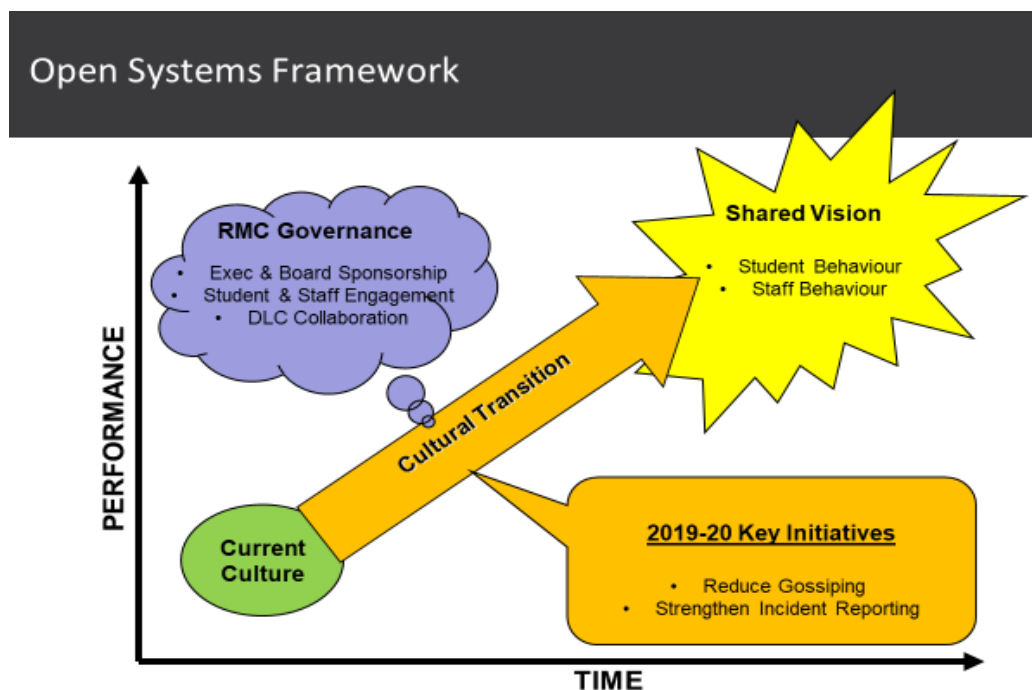 Open Systems Framework
RMC Governance
• Exec & Board Sponsorship
• Student & Staff Engagement
• DLC Collaboration
Shared Vision
• Student Behaviour
• Staff Behaviour
PERFORMANCE
Cultural Transition
Current
Culture
2019-20 Key Initiatives
• Reduce Gossiping
• Strengthen Incident Reporting
TIME